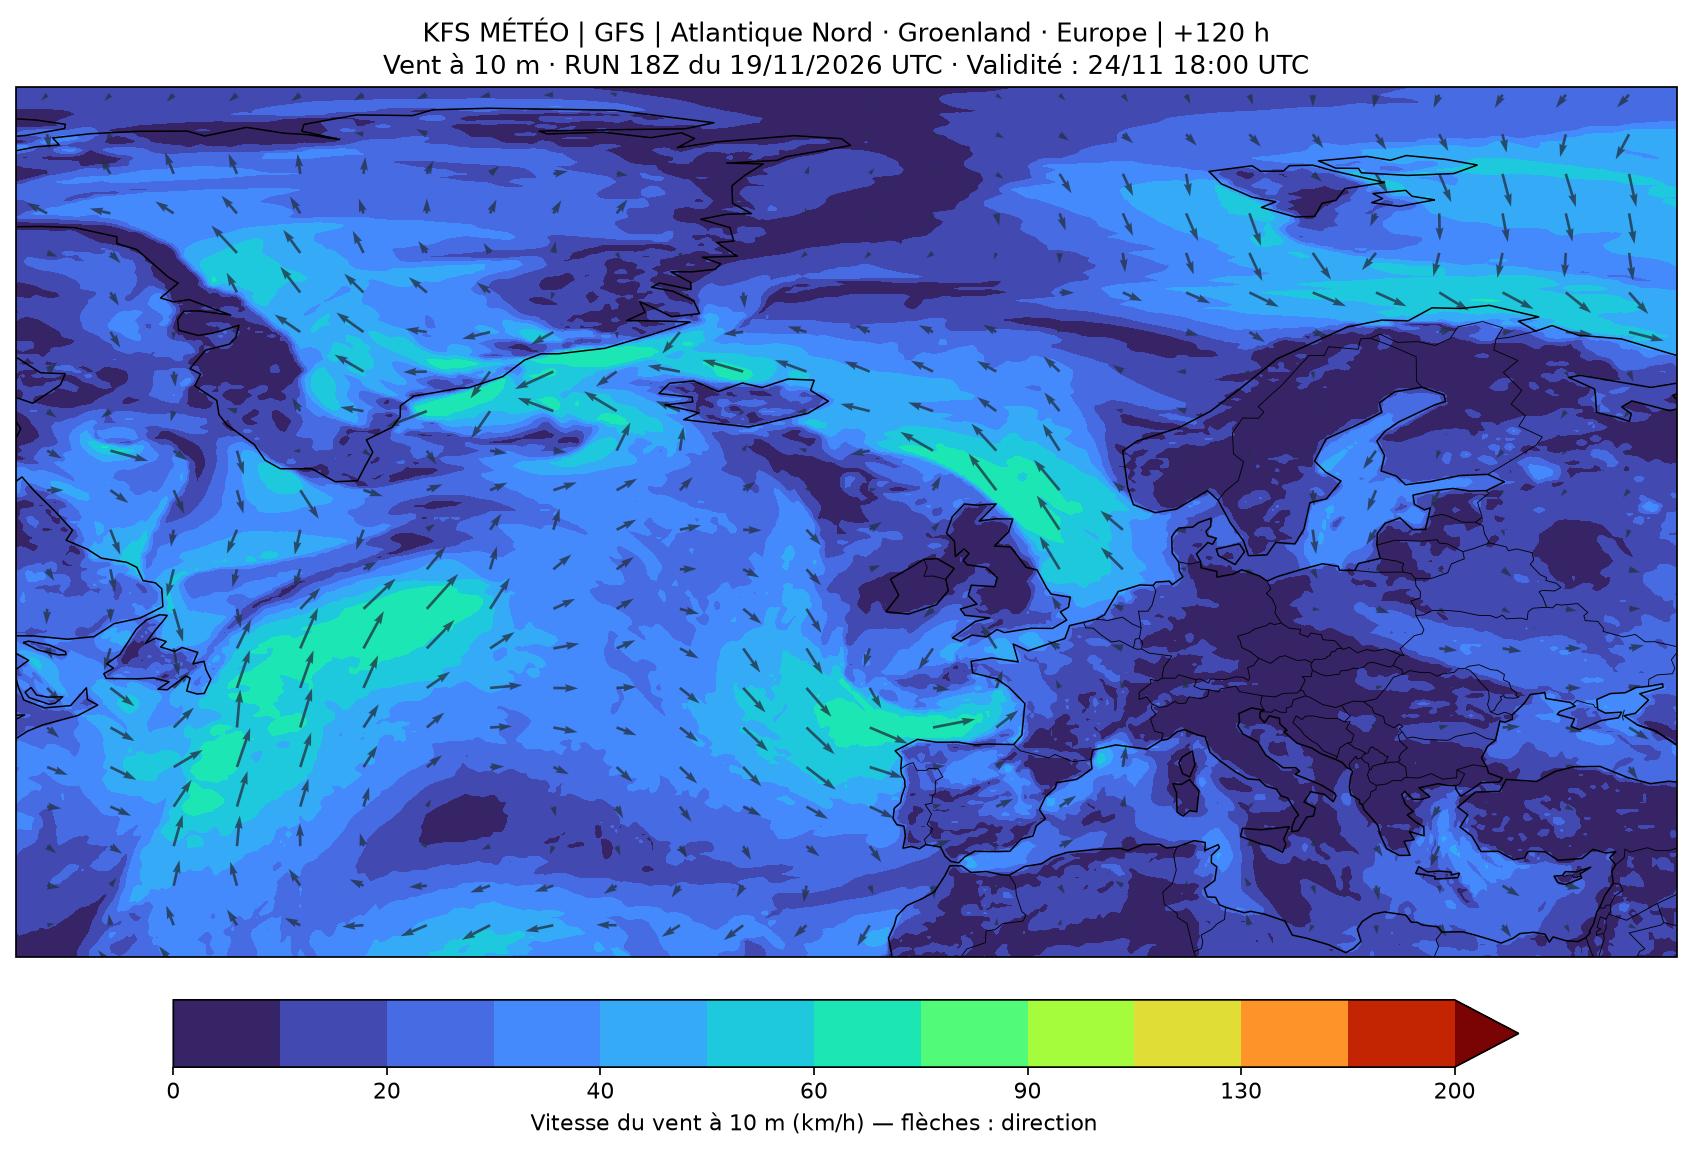 KFS MÉTÉO | GFS | Atlantique Nord · Groenland · Europe | +120 h
Vent à 10 m · RUN 18Z du 19/11/2026 UTC · Validité : 24/11 18:00 UTC
0 20 40 60 90 130 200
Vitesse du vent à 10 m (km/h) — flèches : direction